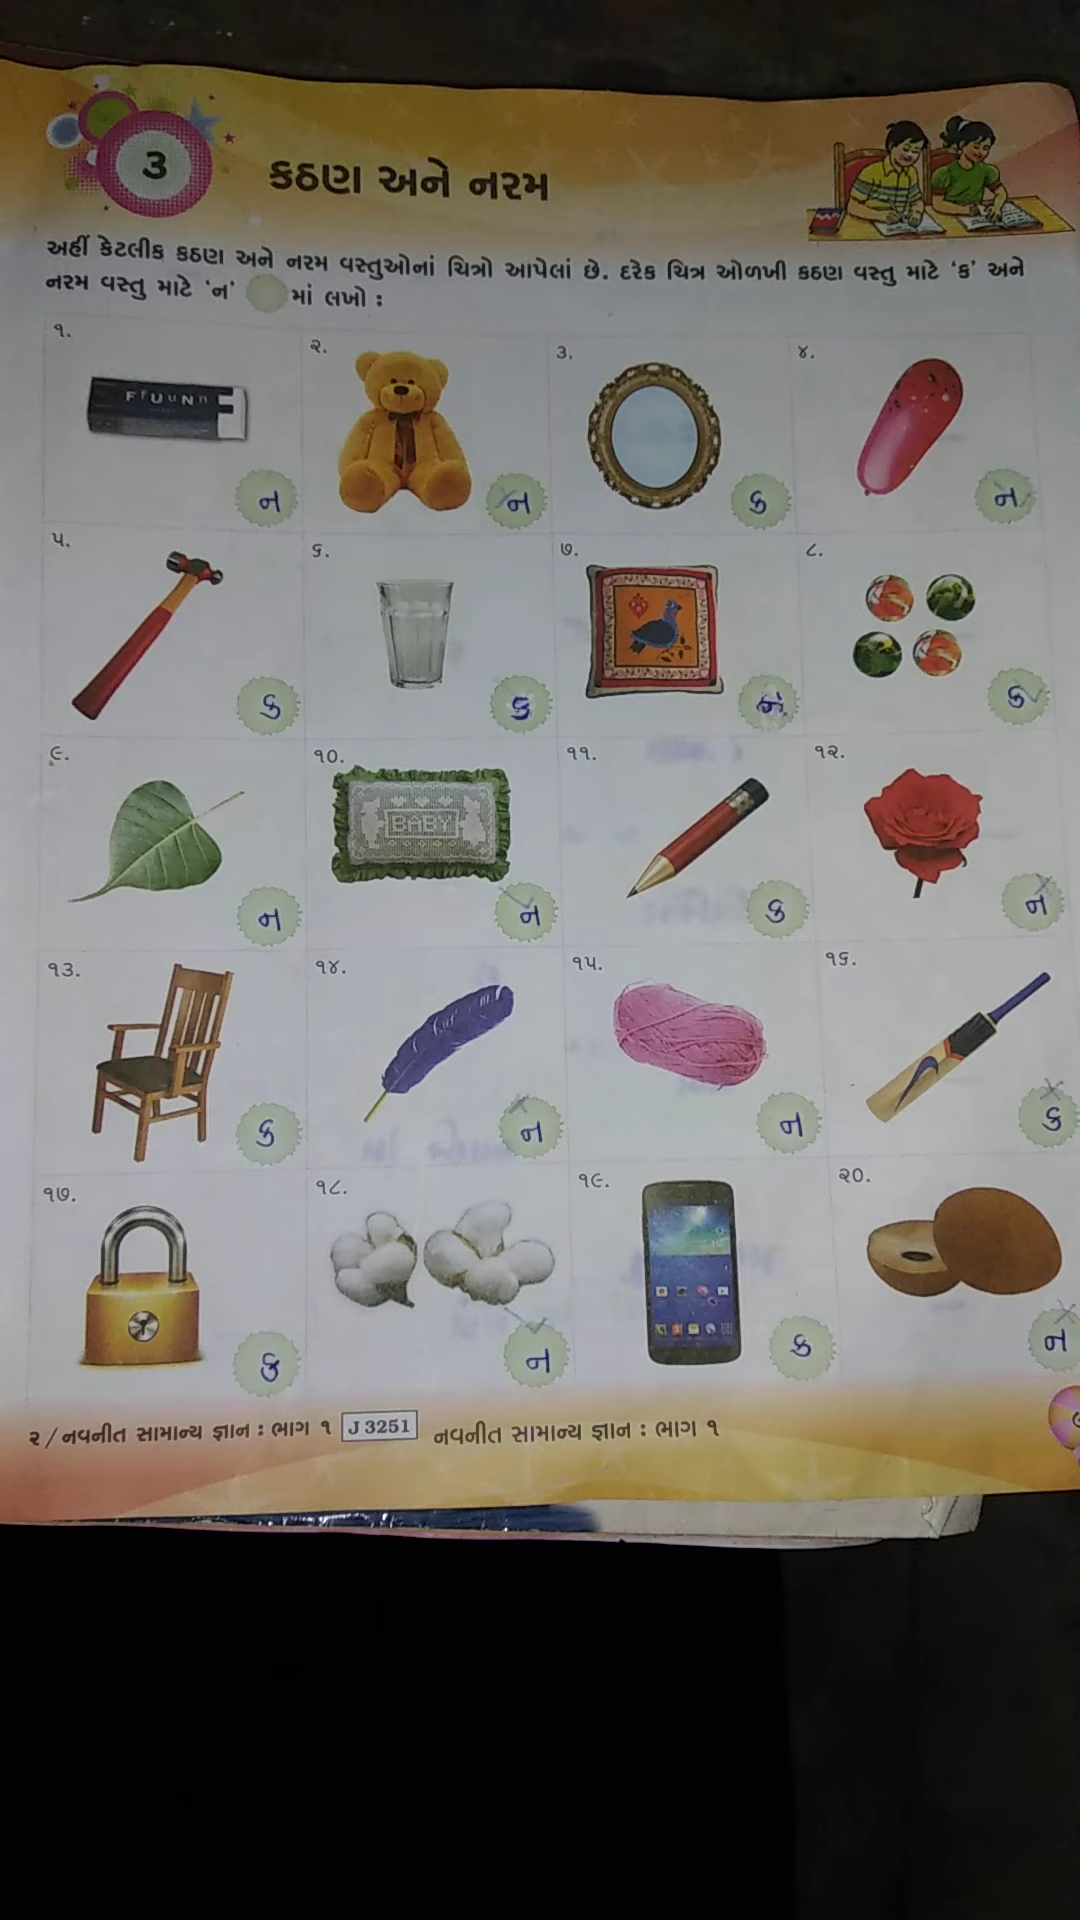 ૩
કઠણ અને નરમ
અહીં કેટલીક કઠણ અને નરમ વસ્તુઓનાં ચિત્રો આપેલાં છે. દરેક ચિત્ર ઓળખી કઠણ વસ્તુ માટે ‘ક’ અને
નરમ વસ્તુ માટે ‘ન’ માં લખો :
૧. ૨. ૩. ૪.
ન ન ક ન
૫. ૬. ૭. ૮.
ક ક ન ક
૯. ૧૦. ૧૧. ૧૨.
BABY
ન ન ક ન
૧૩. ૧૪. ૧૫. ૧૬.
ક ન ન ક
૧૭. ૧૮. ૧૯. ૨૦.
ક ન ક ન
૨ / નવનીત સામાન્ય જ્ઞાન : ભાગ ૧ J 3251 નવનીત સામાન્ય જ્ઞાન : ભાગ ૧